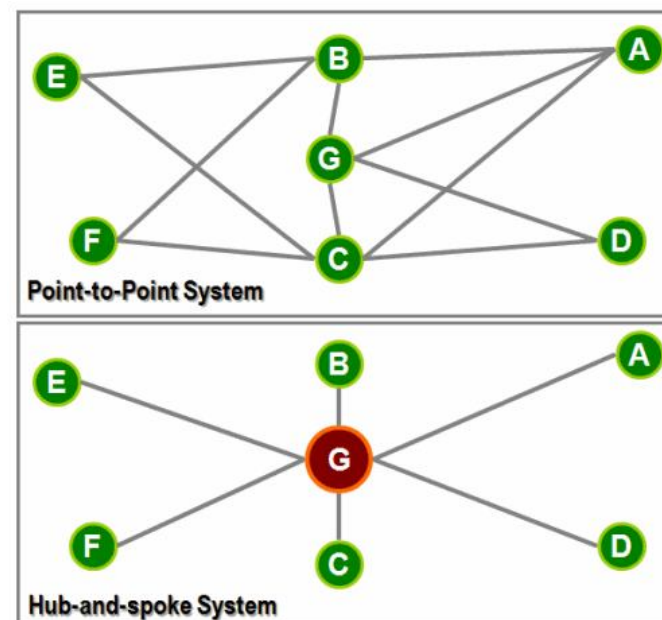 B
A
E
G
F
C
D
Point-to-Point System
B
A
E
G
F
C
D
Hub-and-spoke System